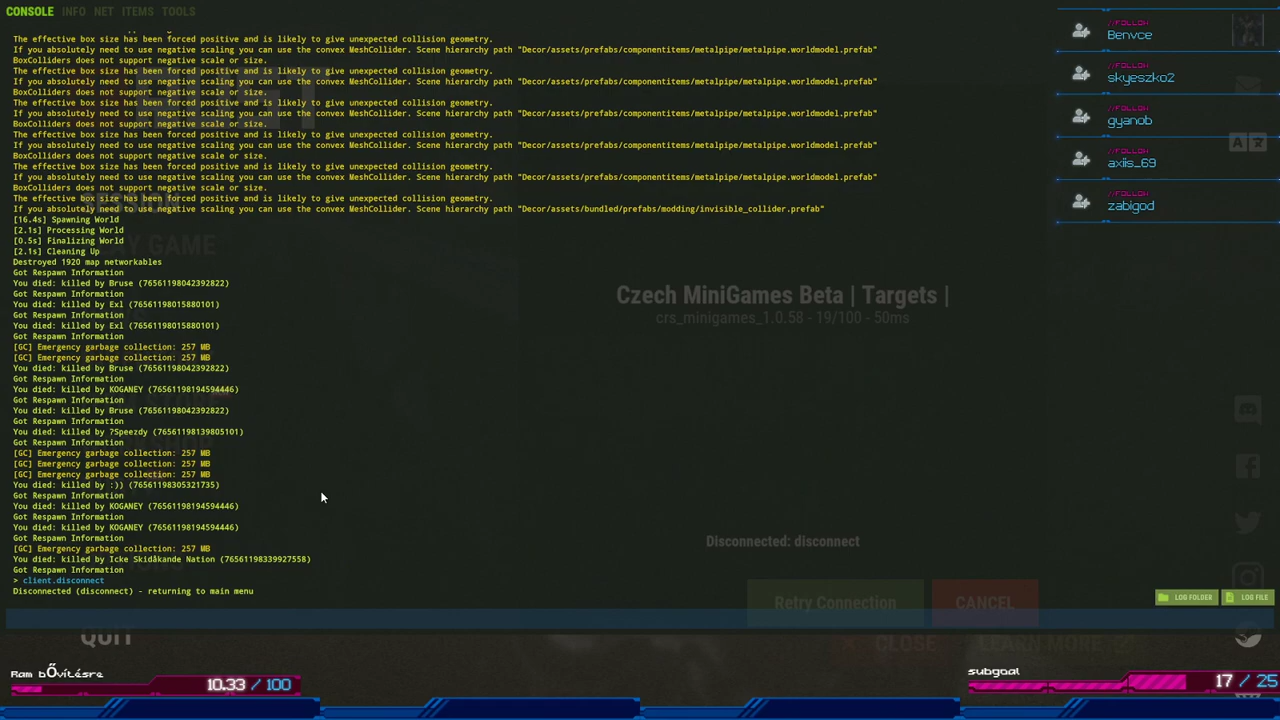 CONSOLE INFO NET ITEMS TOOLS
The effective box size has been forced positive and is likely to give unexpected collision geometry.
If you absolutely need to use negative scaling you can use the convex MeshCollider. Scene hierarchy path "Decor/assets/prefabs/componentitems/metalpipe/metalpipe.worldmodel.prefab"
BoxColliders does not support negative scale or size.
The effective box size has been forced positive and is likely to give unexpected collision geometry.
If you absolutely need to use negative scaling you can use the convex MeshCollider. Scene hierarchy path "Decor/assets/prefabs/componentitems/metalpipe/metalpipe.worldmodel.prefab"
BoxColliders does not support negative scale or size.
The effective box size has been forced positive and is likely to give unexpected collision geometry.
If you absolutely need to use negative scaling you can use the convex MeshCollider. Scene hierarchy path "Decor/assets/prefabs/componentitems/metalpipe/metalpipe.worldmodel.prefab"
BoxColliders does not support negative scale or size.
The effective box size has been forced positive and is likely to give unexpected collision geometry.
If you absolutely need to use negative scaling you can use the convex MeshCollider. Scene hierarchy path "Decor/assets/prefabs/componentitems/metalpipe/metalpipe.worldmodel.prefab"
BoxColliders does not support negative scale or size.
The effective box size has been forced positive and is likely to give unexpected collision geometry.
If you absolutely need to use negative scaling you can use the convex MeshCollider. Scene hierarchy path "Decor/assets/prefabs/componentitems/metalpipe/metalpipe.worldmodel.prefab"
BoxColliders does not support negative scale or size.
The effective box size has been forced positive and is likely to give unexpected collision geometry.
If you absolutely need to use negative scaling you can use the convex MeshCollider. Scene hierarchy path "Decor/assets/bundled/prefabs/modding/invisible_collider.prefab"
[16.4s] Spawning World
[2.1s] Processing World
[0.5s] Finalizing World
[2.1s] Cleaning Up
Destroyed 1920 map networkables
Got Respawn Information
You died: killed by Bruse (76561198042392822)
Got Respawn Information
You died: killed by Exl (76561198015880101)
Got Respawn Information
You died: killed by Exl (76561198015880101)
Got Respawn Information
[GC] Emergency garbage collection: 257 MB
[GC] Emergency garbage collection: 257 MB
You died: killed by Bruse (76561198042392822)
Got Respawn Information
You died: killed by KOGANEY (76561198194594446)
Got Respawn Information
You died: killed by Bruse (76561198042392822)
Got Respawn Information
You died: killed by ?Speezdy (76561198139805101)
Got Respawn Information
[GC] Emergency garbage collection: 257 MB
[GC] Emergency garbage collection: 257 MB
[GC] Emergency garbage collection: 257 MB
You died: killed by :)) (76561198305321735)
Got Respawn Information
You died: killed by KOGANEY (76561198194594446)
Got Respawn Information
You died: killed by KOGANEY (76561198194594446)
Got Respawn Information
[GC] Emergency garbage collection: 257 MB
You died: killed by Icke Skidåkande Nation (76561198339927558)
Got Respawn Information
> client.disconnect
Disconnected (disconnect) - returning to main menu
SESSION
GAME
QUIT
Czech MiniGames Beta | Targets |
crs_minigames_1.0.58 - 19/100 - 50ms
Disconnected: disconnect
Retry Connection CANCEL
CLOSE LEARN MORE
//FOLLOW
Benvce
//FOLLOW
skyeszko2
//FOLLOW
gyanob
//FOLLOW
axiis_69
//FOLLOW
zabigod
LOG FOLDER LOG FILE
Ram bővítésre
10.33 / 100
subgoal
17 / 25